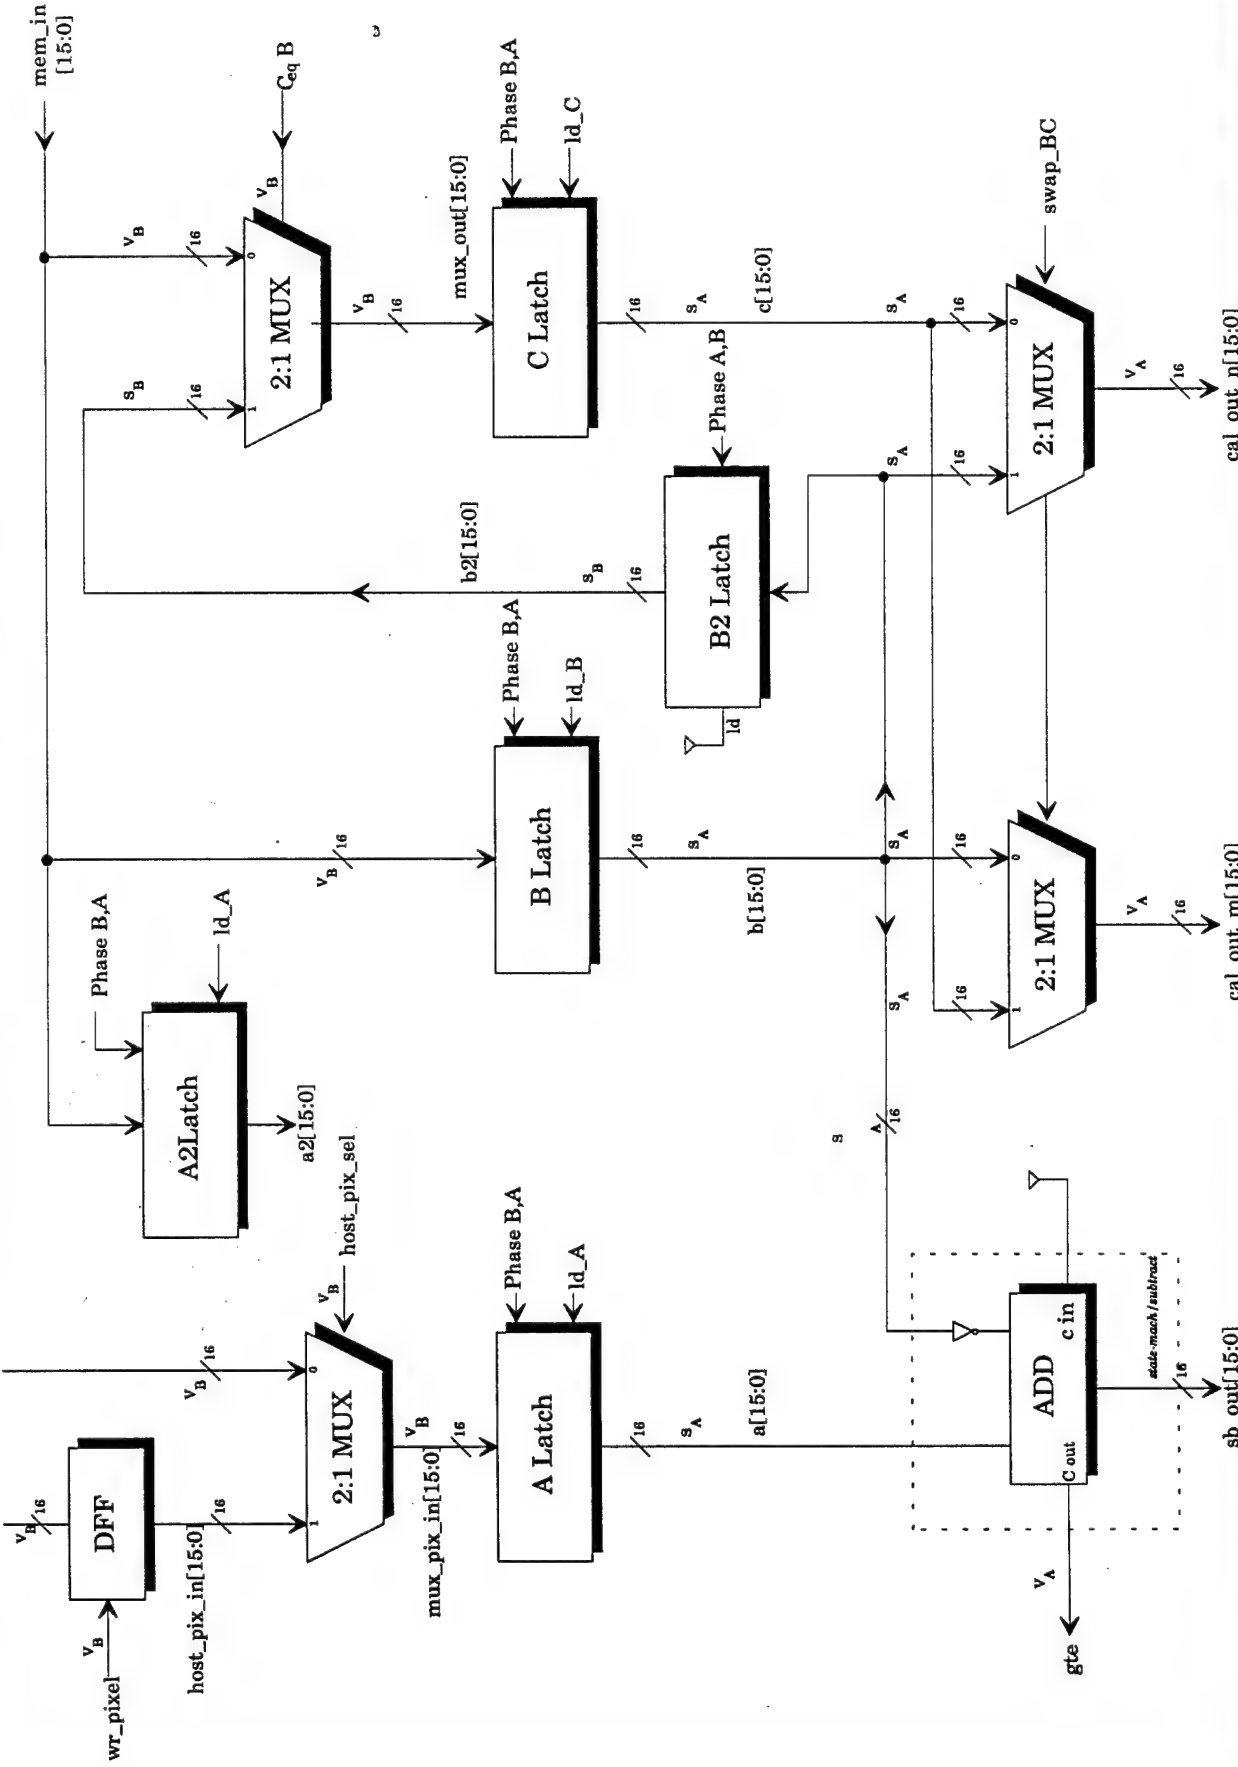 mem_in
[15:0]
C_eq B
v_B
v_B
16
s_B
16
0
1
2:1 MUX
v_B
16
mux_out[15:0]
Phase B,A
ld_C
C Latch
16
s_A
c[15:0]
s_A
16
swap_BC
0
1
2:1 MUX
v_A
16
cal_out_n[15:0]
Phase A,B
B2 Latch
ld
16
s_B
b2[15:0]
s_A
16
v_B
16
Phase B,A
ld_B
B Latch
16
s_A
b[15:0]
s_A
16
0
1
16
2:1 MUX
v_A
16
cal_out_m[15:0]
Phase B,A
ld_A
A2Latch
a2[15:0]
s_A
s
A
16
wr_pixel
v_B
v_B
16
DFF
host_pix_in[15:0]
16
v_B
16
v_B
host_pix_sel
0
1
2:1 MUX
v_B
16
mux_pix_in[15:0]
Phase B,A
ld_A
A Latch
16
s_A
a[15:0]
ADD
c in
C out
state-mach/subtract
16
sb_out[15:0]
v_A
gte